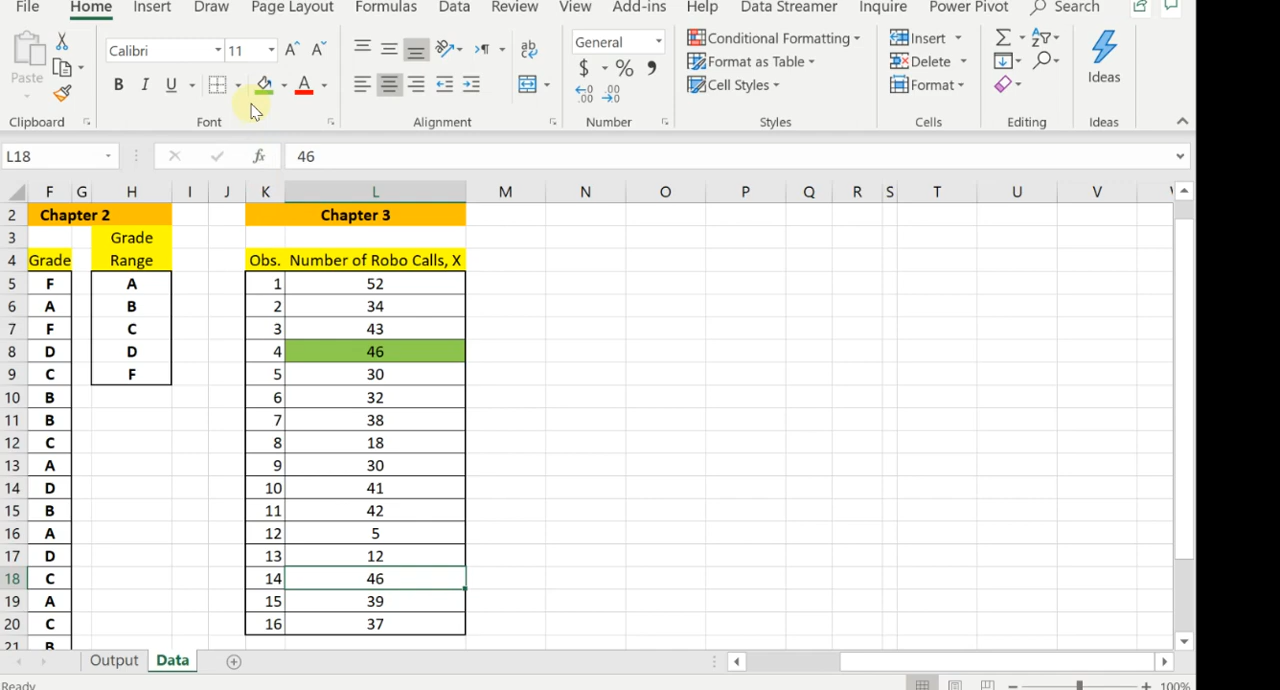 File Home Insert Draw Page Layout Formulas Data Review View Add-ins Help Data Streamer Inquire Power Pivot Search
Paste
Calibri 11 A A
B I U A
ab
General
$ % 9
Conditional Formatting
Format as Table
Cell Styles
Insert
Delete
Format
Ideas
Clipboard Font Alignment Number Styles Cells Editing Ideas
L18 fx 46
F G H I J K L M N O P Q R S T U V
2 Chapter 2 Chapter 3
3 Grade
4 Grade Range Obs. Number of Robo Calls, X
5 F A 1 52
6 A B 2 34
7 F C 3 43
8 D D 4 46
9 C F 5 30
10 B 6 32
11 B 7 38
12 C 8 18
13 A 9 30
14 D 10 41
15 B 11 42
16 A 12 5
17 D 13 12
18 C 14 46
19 A 15 39
20 C 16 37
21 B
Output Data
Ready 100%